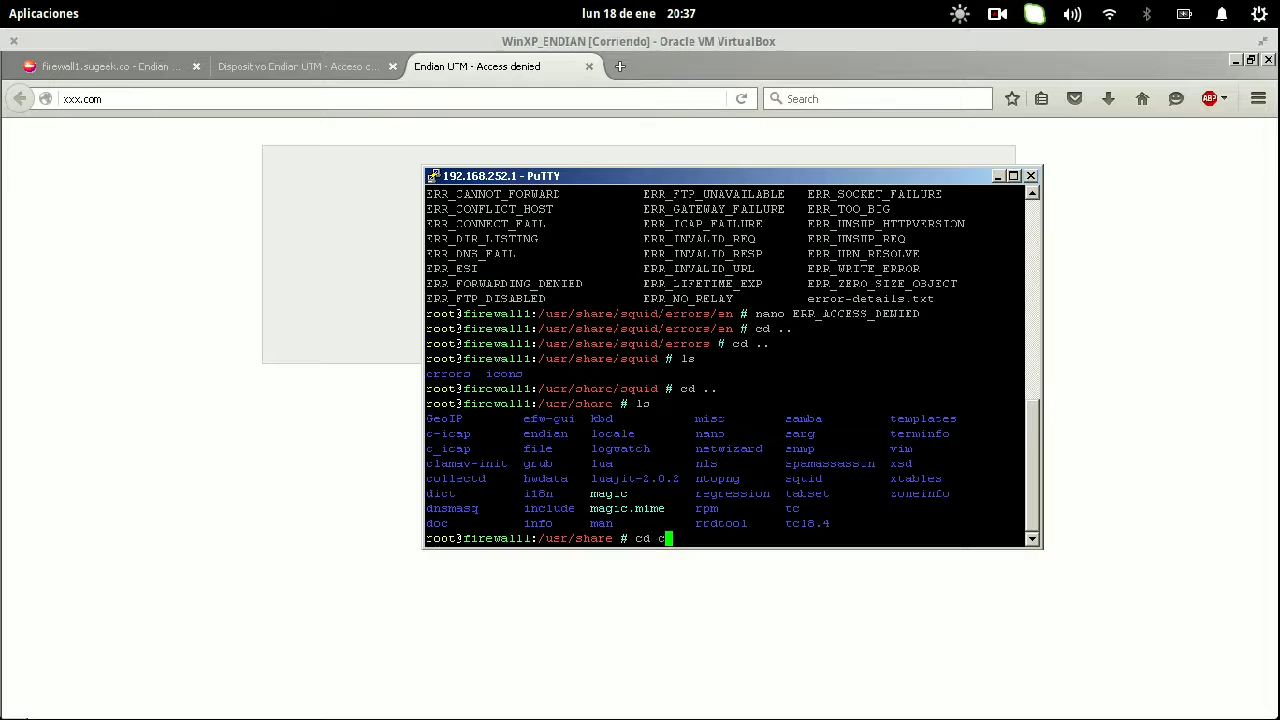 Aplicaciones
lun 18 de ene 20:37
WinXP_ENDIAN [Corriendo] - Oracle VM VirtualBox
firewall1.sugeek.co - Endian ...
Dispositivo Endian UTM - Acceso c...
Endian UTM - Access denied
xxx.com
Search
ABP
192.168.252.1 - PuTTY
ERR_CANNOT_FORWARD ERR_FTP_UNAVAILABLE ERR_SOCKET_FAILURE
ERR_CONFLICT_HOST ERR_GATEWAY_FAILURE ERR_TOO_BIG
ERR_CONNECT_FAIL ERR_ICAP_FAILURE ERR_UNSUP_HTTPVERSION
ERR_DIR_LISTING ERR_INVALID_REQ ERR_UNSUP_REQ
ERR_DNS_FAIL ERR_INVALID_RESP ERR_URN_RESOLVE
ERR_ESI ERR_INVALID_URL ERR_WRITE_ERROR
ERR_FORWARDING_DENIED ERR_LIFETIME_EXP ERR_ZERO_SIZE_OBJECT
ERR_FTP_DISABLED ERR_NO_RELAY error-details.txt
root@firewall1:/usr/share/squid/errors/en # nano ERR_ACCESS_DENIED
root@firewall1:/usr/share/squid/errors/en # cd ..
root@firewall1:/usr/share/squid/errors # cd ..
root@firewall1:/usr/share/squid # ls
errors icons
root@firewall1:/usr/share/squid # cd ..
root@firewall1:/usr/share # ls
GeoIP efw-gui kbd misc samba templates
c-icap endian locale nano sarg terminfo
c_icap file logwatch netwizard snmp vim
clamav-init grub lua nls spamassassin xsd
collectd hwdata luajit-2.0.2 ntopng squid xtables
dict i18n magic regression tabset zoneinfo
dnsmasq include magic.mime rpm tc
doc info man rrdtool tcl8.4
root@firewall1:/usr/share # cd c